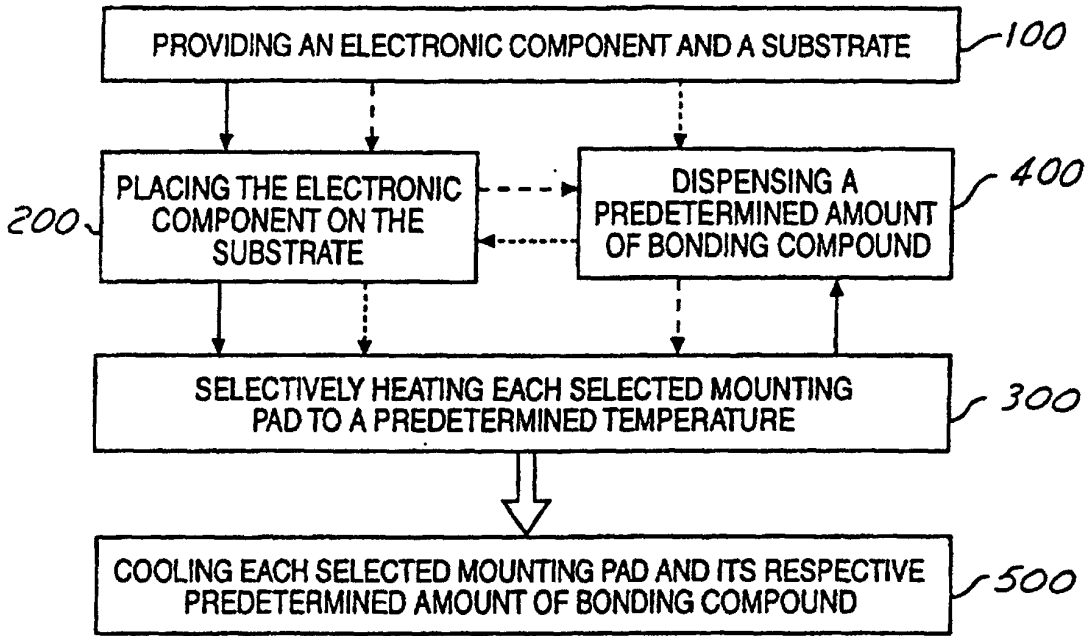 PROVIDING AN ELECTRONIC COMPONENT AND A SUBSTRATE
100
PLACING THE ELECTRONIC
COMPONENT ON THE
SUBSTRATE
200
DISPENSING A
PREDETERMINED AMOUNT
OF BONDING COMPOUND
400
SELECTIVELY HEATING EACH SELECTED MOUNTING
PAD TO A PREDETERMINED TEMPERATURE
300
COOLING EACH SELECTED MOUNTING PAD AND ITS RESPECTIVE
PREDETERMINED AMOUNT OF BONDING COMPOUND
500